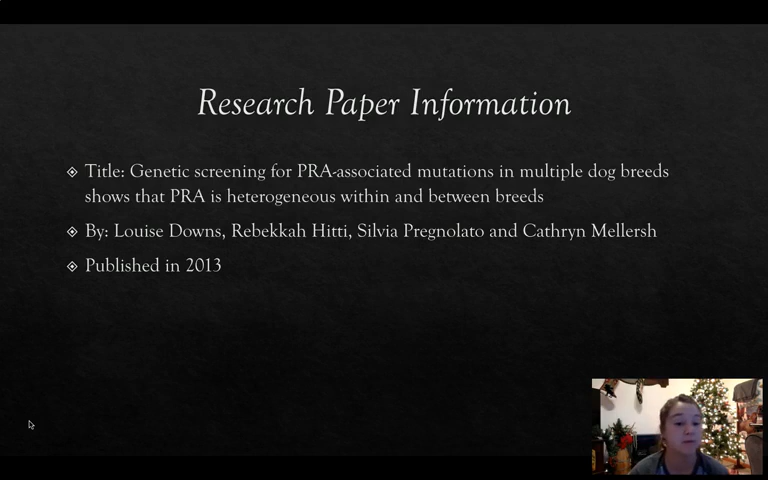 Research Paper Information
Title: Genetic screening for PRA-associated mutations in multiple dog breeds
shows that PRA is heterogeneous within and between breeds
By: Louise Downs, Rebekkah Hitti, Silvia Pregnolato and Cathryn Mellersh
Published in 2013